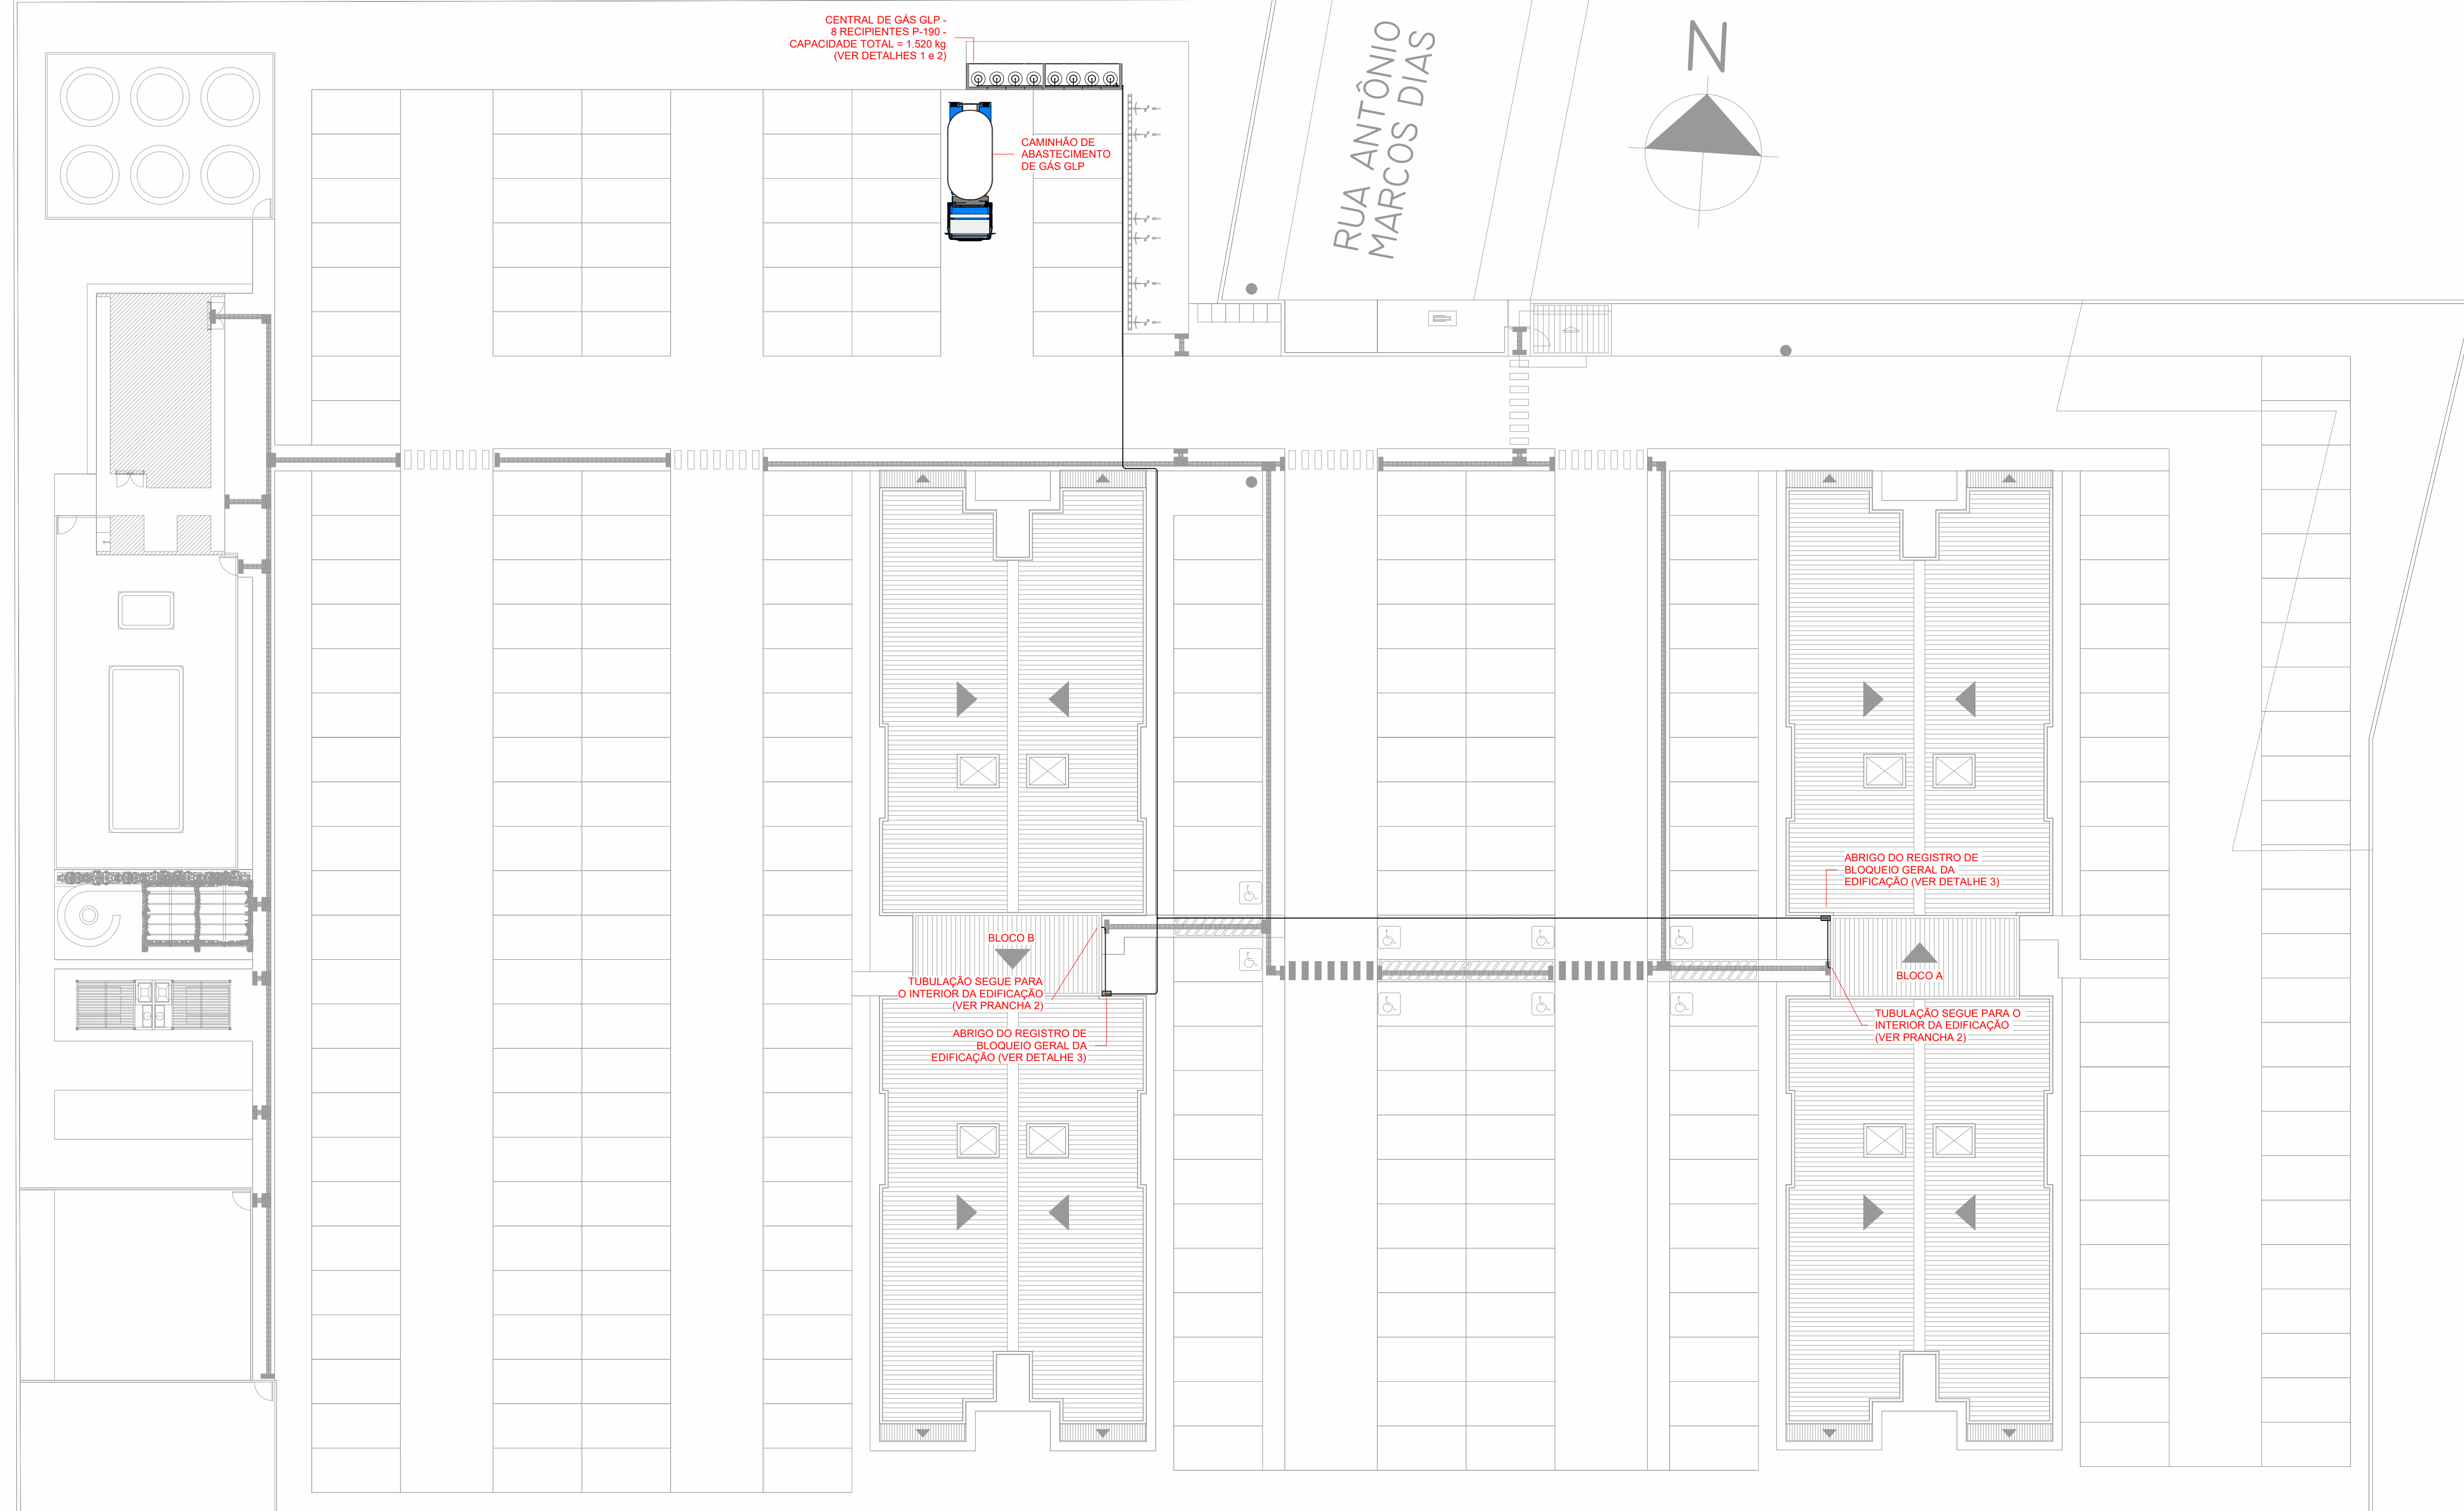 CENTRAL DE GÁS GLP -
8 RECIPIENTES P-190 -
CAPACIDADE TOTAL = 1.520 kg
(VER DETALHES 1 e 2)
RUA ANTÔNIO
MARCOS DIAS
N
CAMINHÃO DE
ABASTECIMENTO
DE GÁS GLP
ABRIGO DO REGISTRO DE
BLOQUEIO GERAL DA
EDIFICAÇÃO (VER DETALHE 3)
BLOCO B
BLOCO A
TUBULAÇÃO SEGUE PARA
O INTERIOR DA EDIFICAÇÃO
(VER PRANCHA 2)
TUBULAÇÃO SEGUE PARA O
INTERIOR DA EDIFICAÇÃO
(VER PRANCHA 2)
ABRIGO DO REGISTRO DE
BLOQUEIO GERAL DA
EDIFICAÇÃO (VER DETALHE 3)